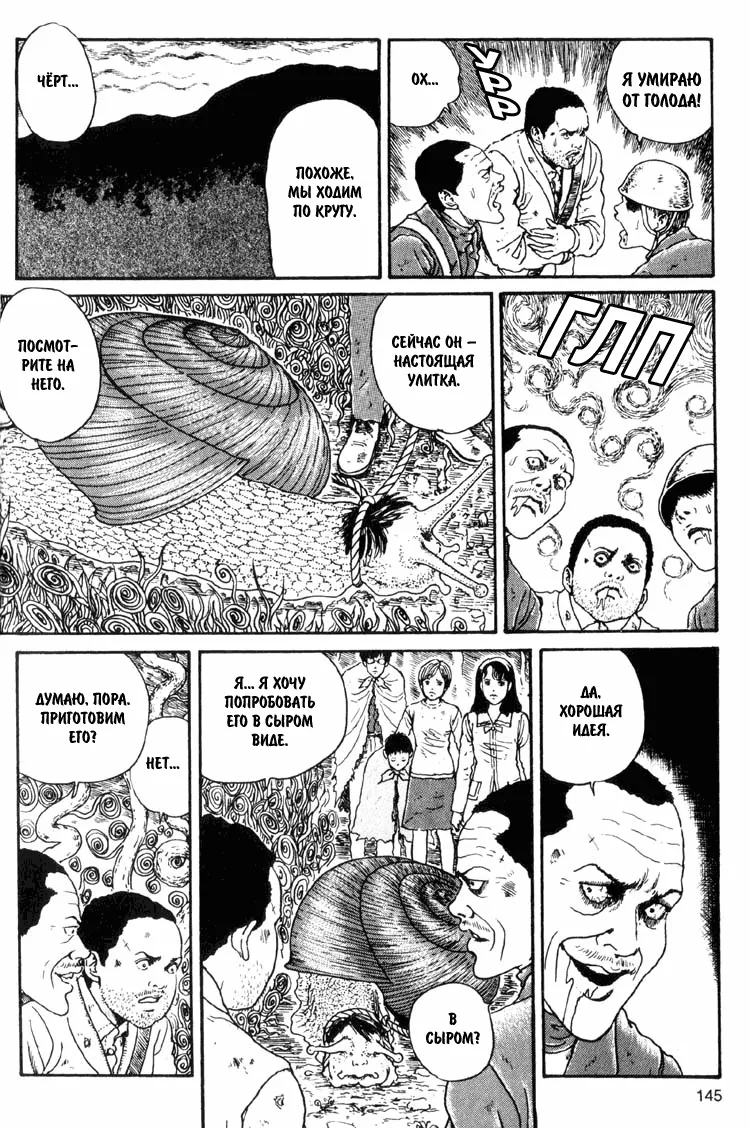 ЧЁРТ...
ПОХОЖЕ,
МЫ ХОДИМ
ПО КРУГУ.
ОХ...
УРР
Я УМИРАЮ
ОТ ГОЛОДА!
ПОСМОТ-
РИТЕ НА
НЕГО.
СЕЙЧАС ОН –
НАСТОЯЩАЯ
УЛИТКА.
ГЛП
ДУМАЮ, ПОРА.
ПРИГОТОВИМ
ЕГО?
НЕТ...
Я... Я ХОЧУ
ПОПРОБОВАТЬ
ЕГО В СЫРОМ
ВИДЕ.
В
СЫРОМ?
ДА,
ХОРОШАЯ
ИДЕЯ.
145